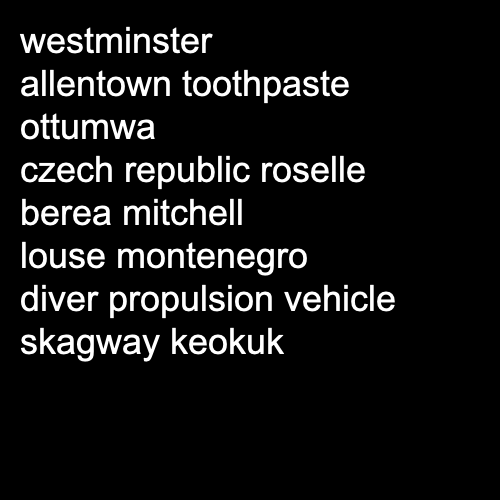 westminster
allentown toothpaste
ottumwa
czech republic roselle
berea mitchell
louse montenegro
diver propulsion vehicle
skagway keokuk